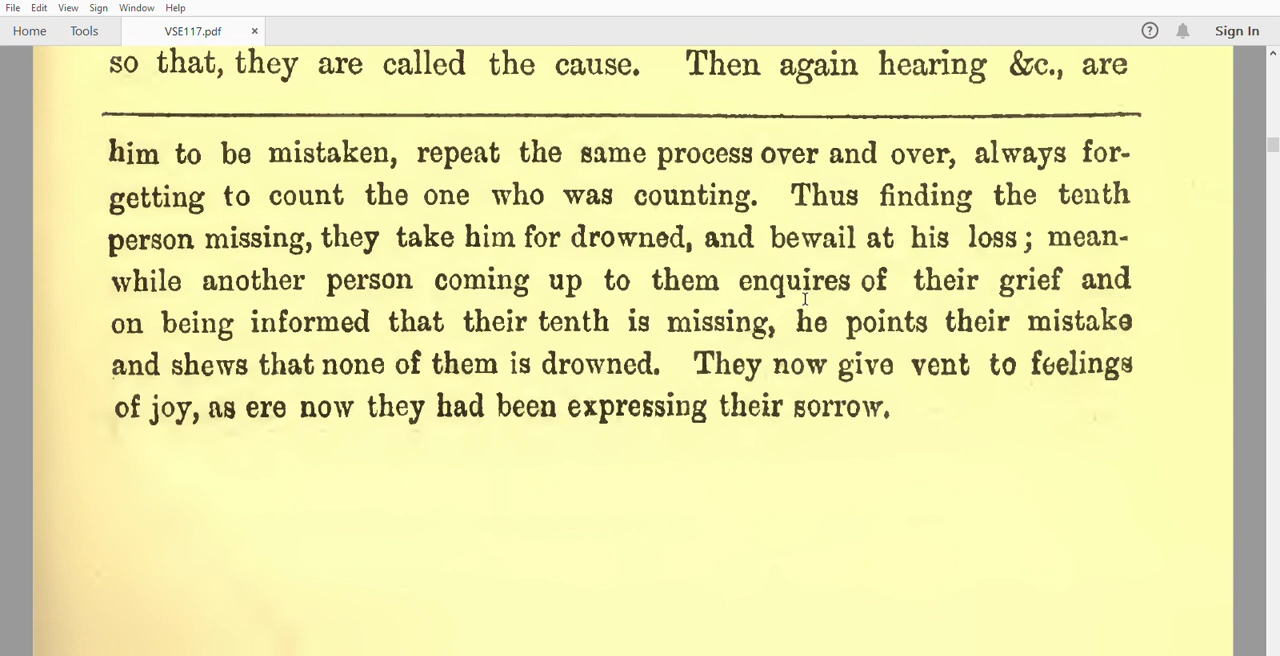 File Edit View Sign Window Help
Home Tools VSE117.pdf × Sign In
so that, they are called the cause. Then again hearing &c., are
him to be mistaken, repeat the same process over and over, always for-
getting to count the one who was counting. Thus finding the tenth
person missing, they take him for drowned, and bewail at his loss; mean-
while another person coming up to them enquires of their grief and
on being informed that their tenth is missing, he points their mistake
and shews that none of them is drowned. They now give vent to feelings
of joy, as ere now they had been expressing their sorrow.